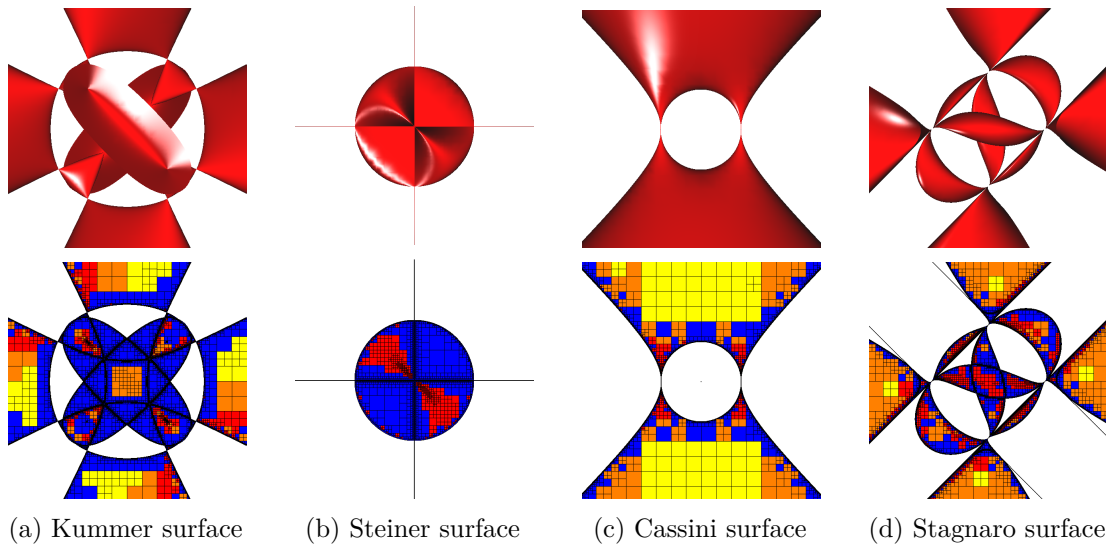 (a) Kummer surface
(b) Steiner surface
(c) Cassini surface
(d) Stagnaro surface